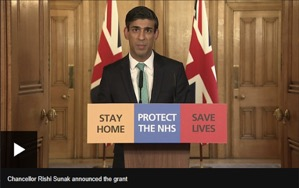 STAY
HOME
PROTECT
THE NHS
SAVE
LIVES
Chancellor Rishi Sunak announced the grant